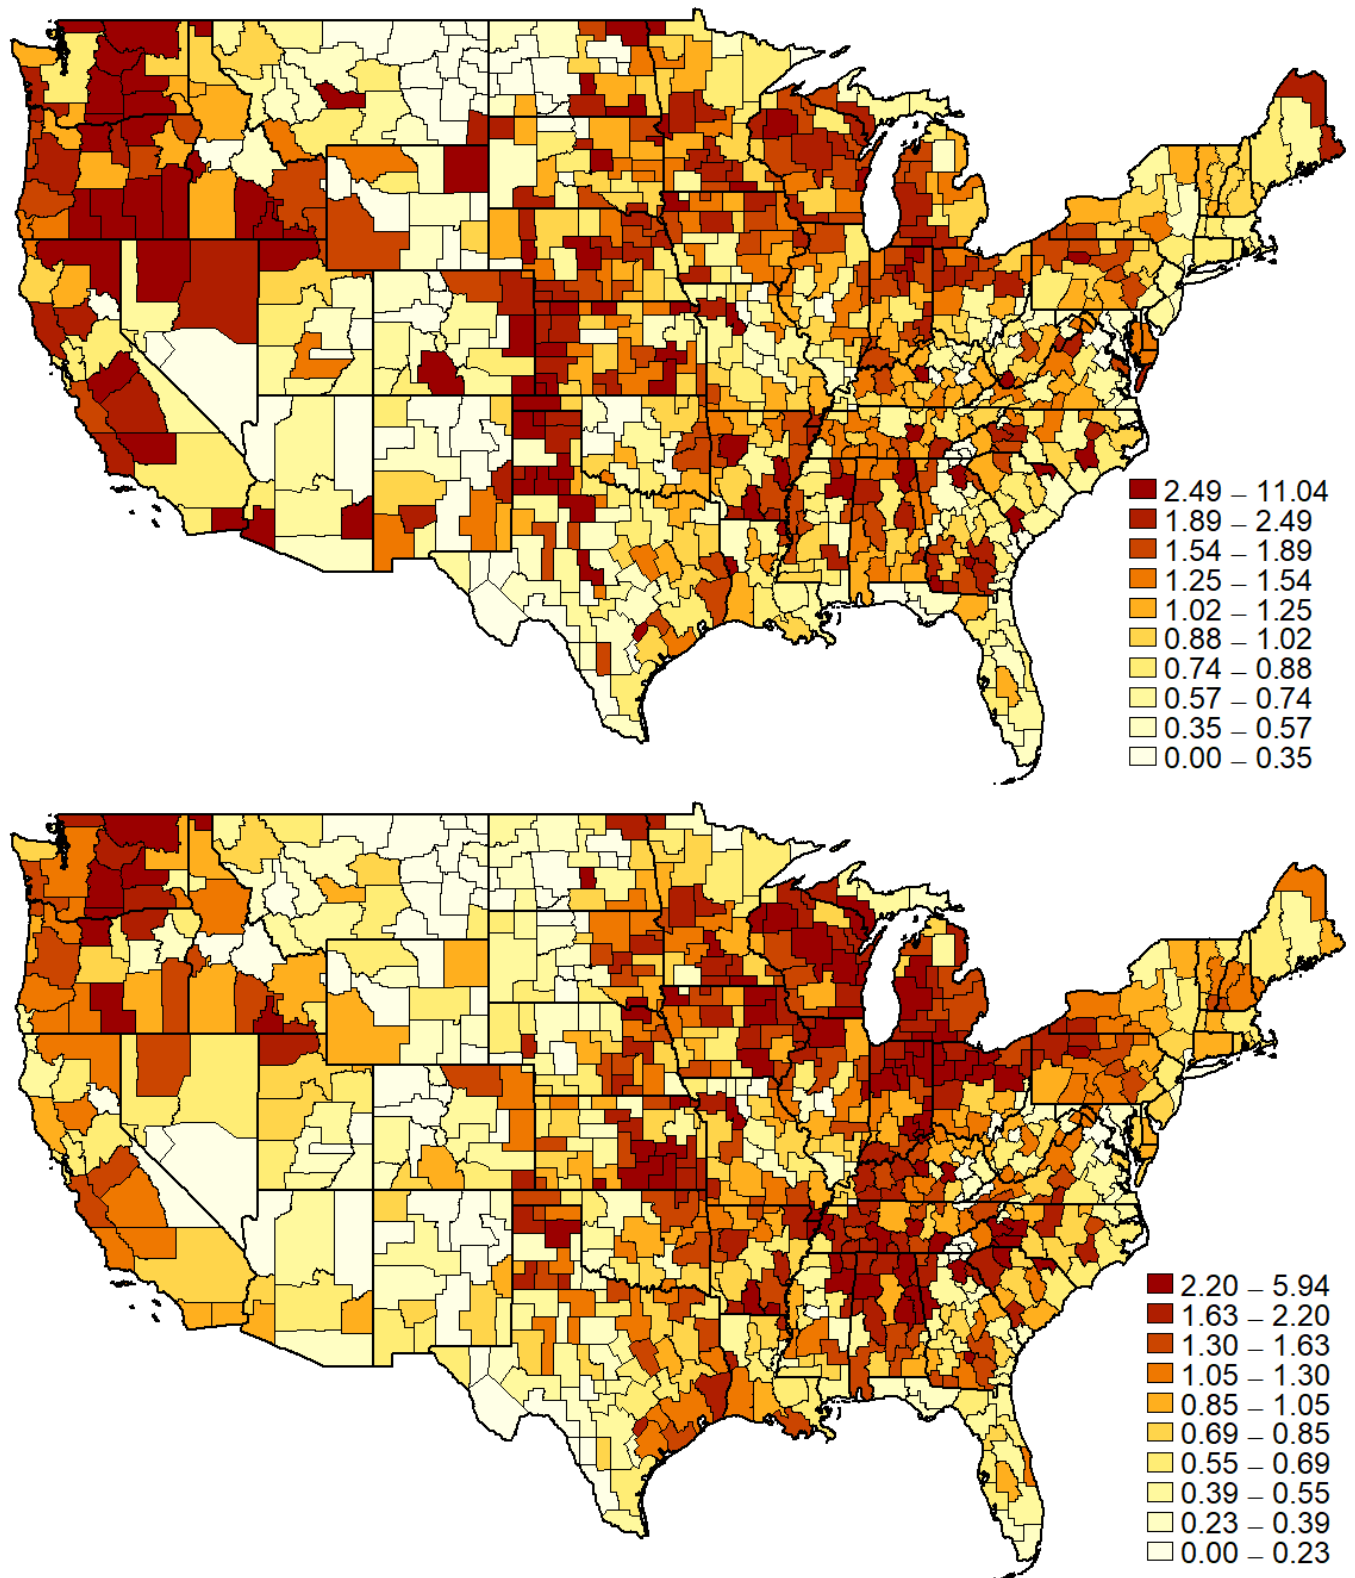 2.49 – 11.04
1.89 – 2.49
1.54 – 1.89
1.25 – 1.54
1.02 – 1.25
0.88 – 1.02
0.74 – 0.88
0.57 – 0.74
0.35 – 0.57
0.00 – 0.35
2.20 – 5.94
1.63 – 2.20
1.30 – 1.63
1.05 – 1.30
0.85 – 1.05
0.69 – 0.85
0.55 – 0.69
0.39 – 0.55
0.23 – 0.39
0.00 – 0.23